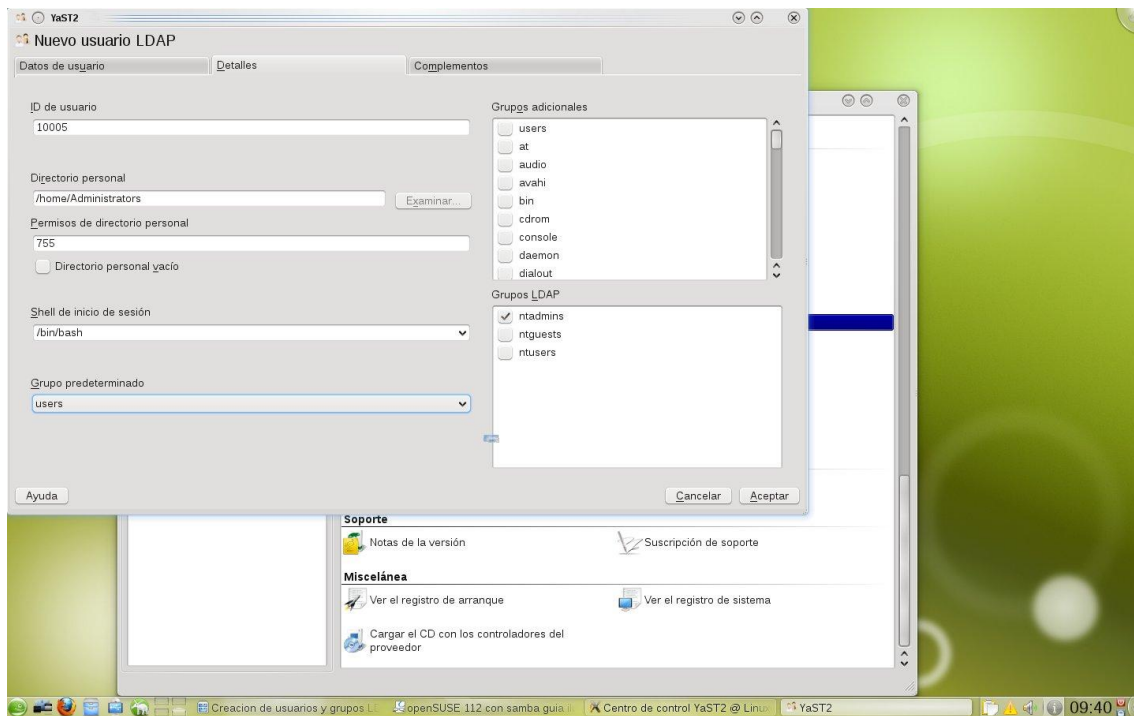 YaST2
Nuevo usuario LDAP
Datos de usuario
Detalles
Complementos
ID de usuario
10005
Directorio personal
/home/Administrators
Examinar...
Permisos de directorio personal
755
Directorio personal vacío
Shell de inicio de sesión
/bin/bash
Grupo predeterminado
users
Grupos adicionales
users
at
audio
avahi
bin
cdrom
console
daemon
dialout
Grupos LDAP
ntadmins
ntguests
ntusers
Ayuda
Cancelar
Aceptar
Soporte
Notas de la versión
Suscripción de soporte
Miscelánea
Ver el registro de arranque
Ver el registro de sistema
Cargar el CD con los controladores del
proveedor
Creacion de usuarios y grupos L
openSUSE 112 con samba guia
Centro de control YaST2 @ Linu
YaST2
09:40